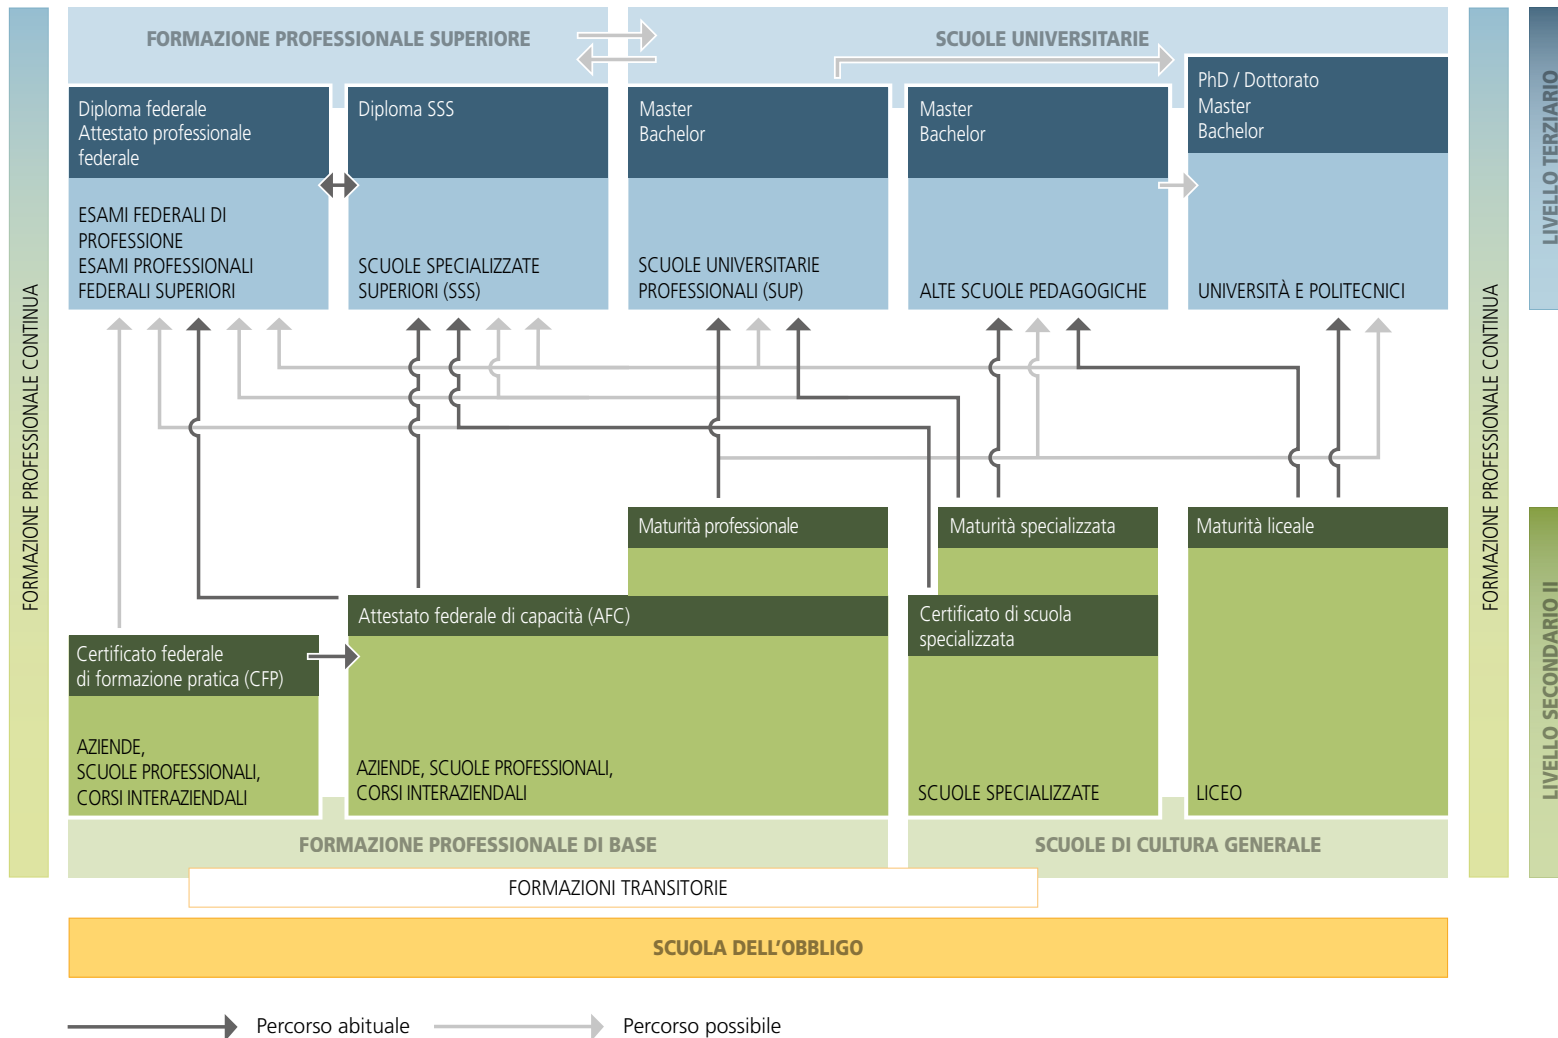 FORMAZIONE PROFESSIONALE SUPERIORE
SCUOLE UNIVERSITARIE
Diploma federale
Attestato professionale
federale
ESAMI FEDERALI DI
PROFESSIONE
ESAMI PROFESSIONALI
FEDERALI SUPERIORI
Diploma SSS
SCUOLE SPECIALIZZATE
SUPERIORI (SSS)
Master
Bachelor
SCUOLE UNIVERSITARIE
PROFESSIONALI (SUP)
Master
Bachelor
ALTE SCUOLE PEDAGOGICHE
PhD / Dottorato
Master
Bachelor
UNIVERSITÀ E POLITECNICI
FORMAZIONE PROFESSIONALE CONTINUA
FORMAZIONE PROFESSIONALE CONTINUA
LIVELLO TERZIARIO
LIVELLO SECONDARIO II
Maturità professionale
Maturità specializzata
Maturità liceale
Attestato federale di capacità (AFC)
Certificato di scuola
specializzata
Certificato federale
di formazione pratica (CFP)
AZIENDE,
SCUOLE PROFESSIONALI,
CORSI INTERAZIENDALI
AZIENDE, SCUOLE PROFESSIONALI,
CORSI INTERAZIENDALI
SCUOLE SPECIALIZZATE
LICEO
FORMAZIONE PROFESSIONALE DI BASE
SCUOLE DI CULTURA GENERALE
FORMAZIONI TRANSITORIE
SCUOLA DELL'OBBLIGO
Percorso abituale
Percorso possibile